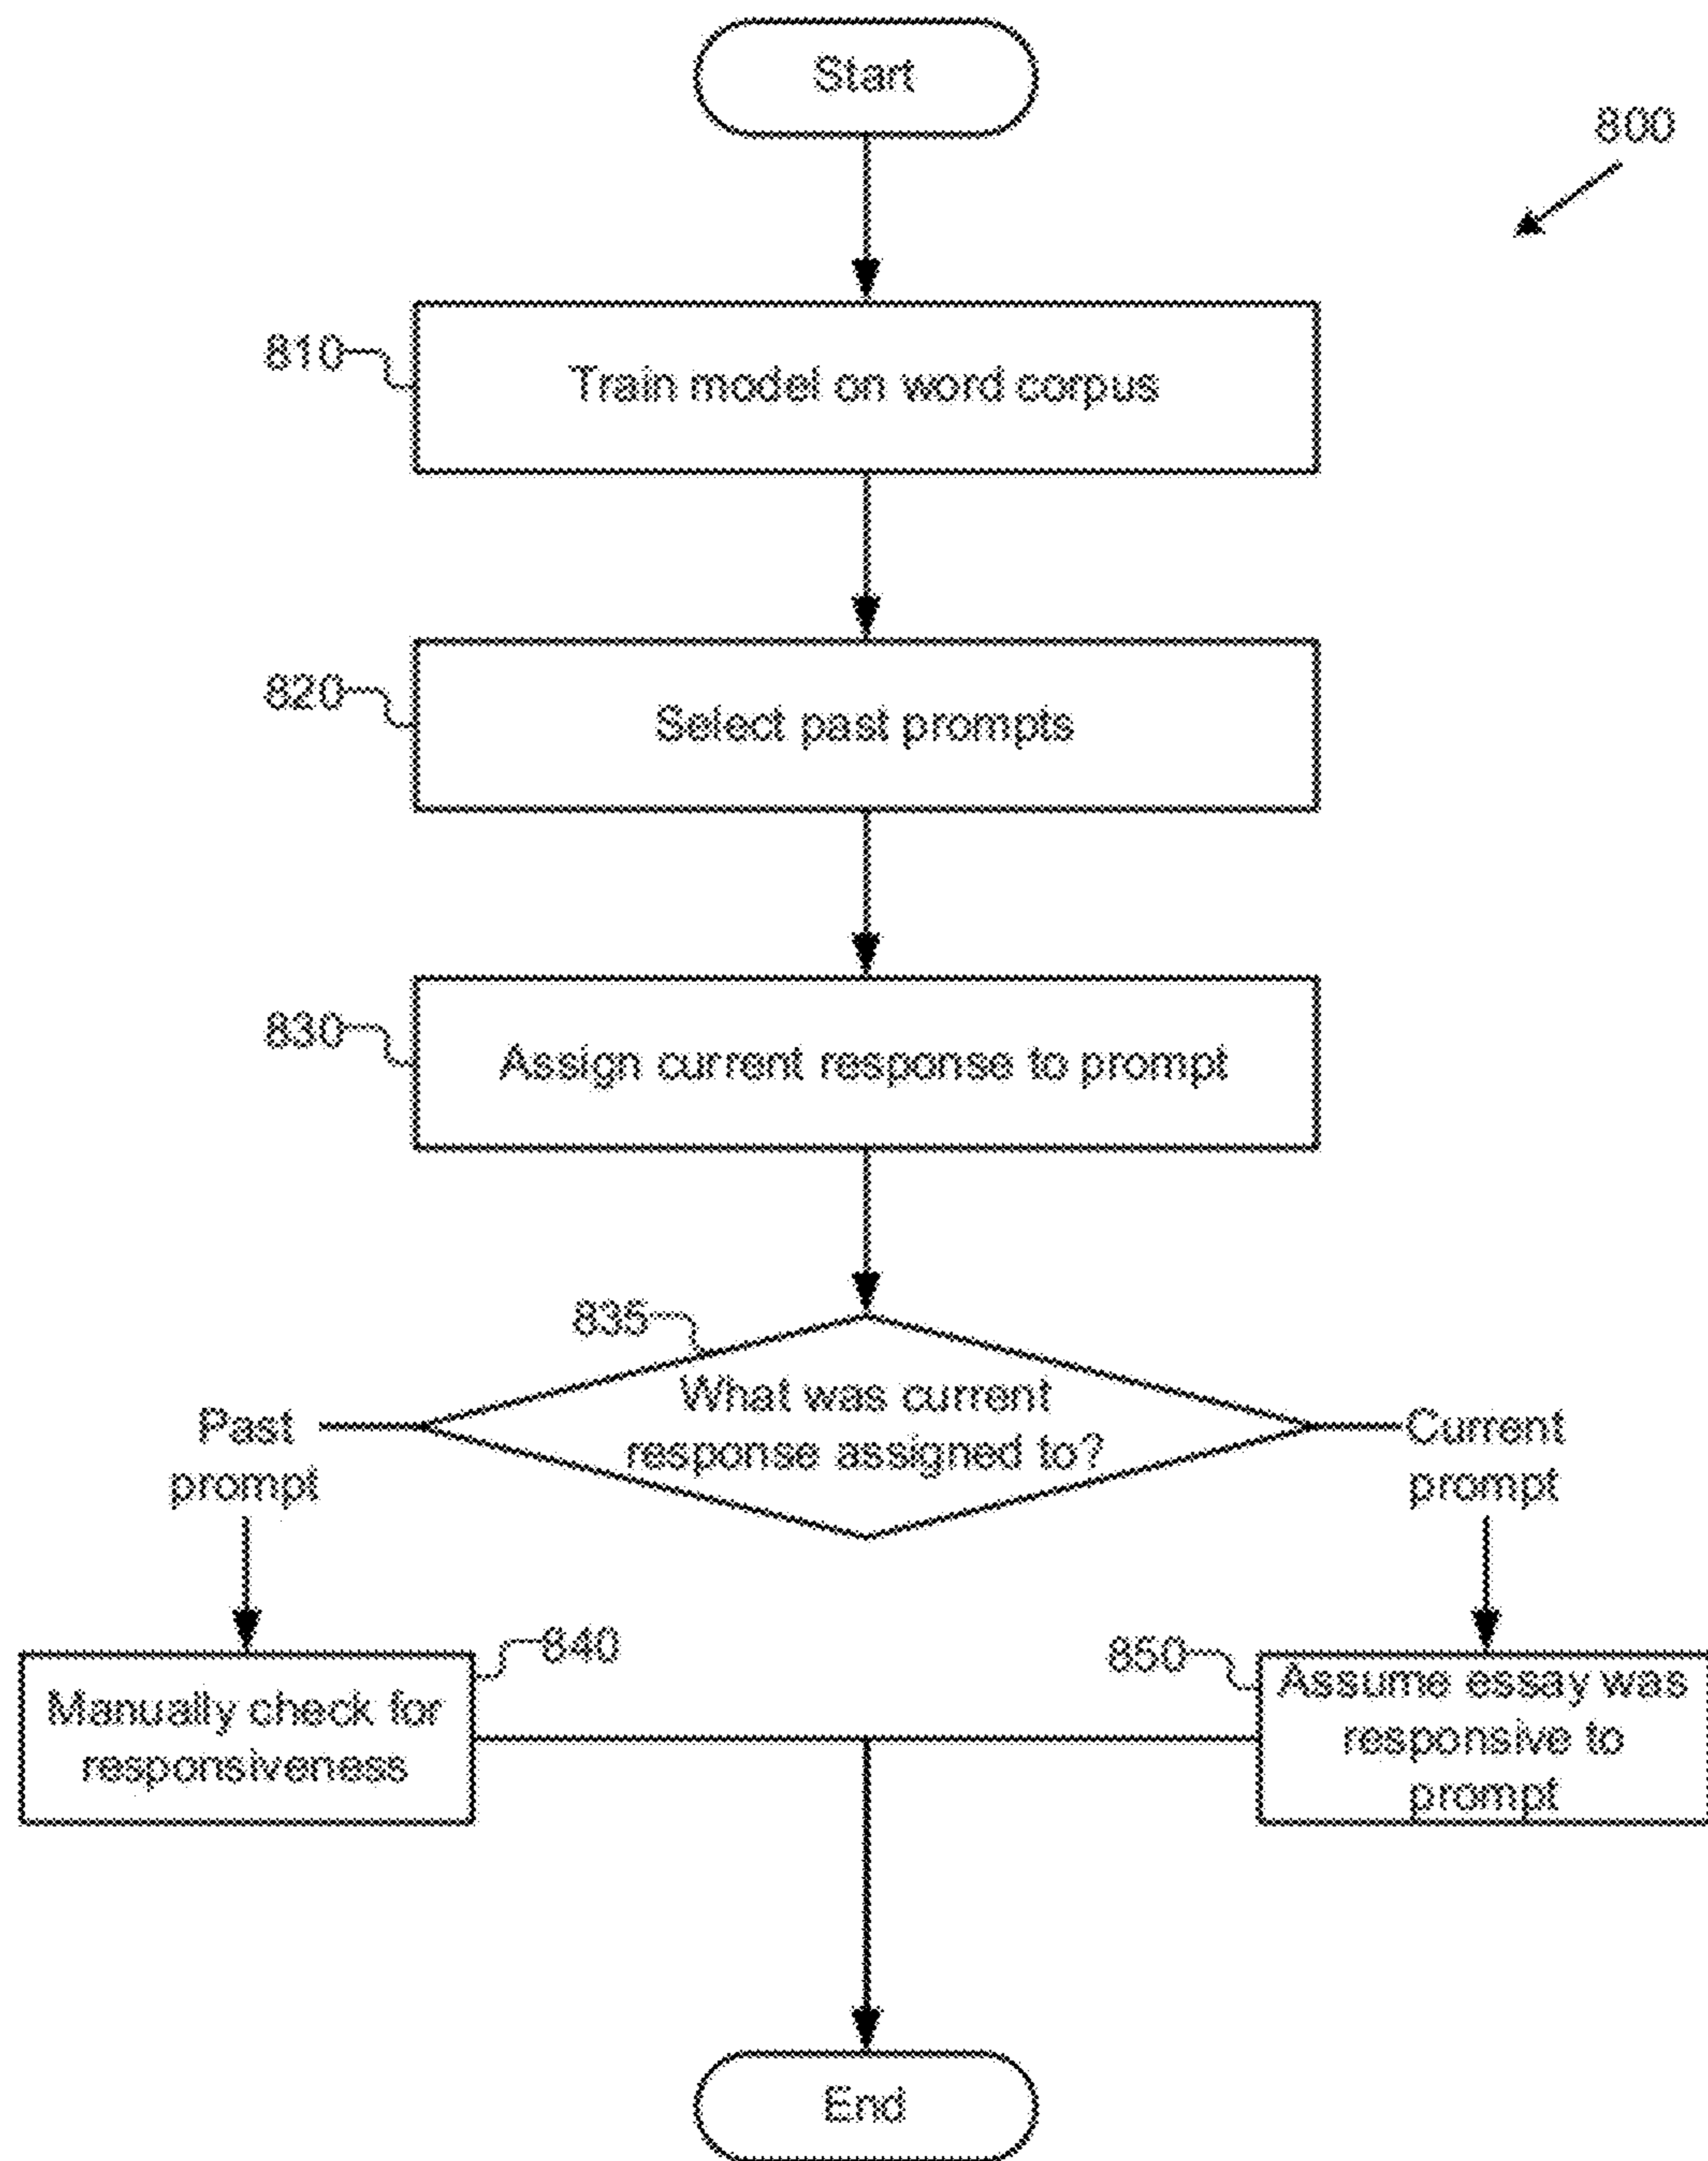 Start
800
810
Train model on word corpus
820
Select past prompts
830
Assign current response to prompt
835
What was current
response assigned to?
Past
prompt
Current
prompt
840
Manually check for
responsiveness
850
Assume essay was
responsive to
prompt
End